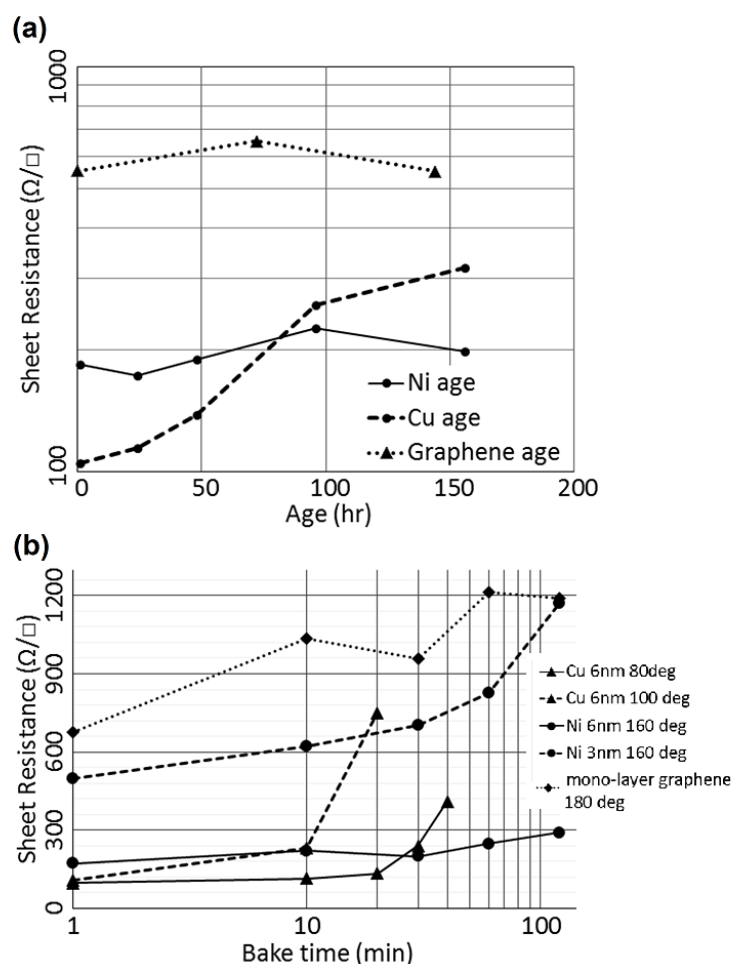 (a)
1000
100
Sheet Resistance (Ω/□)
Ni age
Cu age
Graphene age
0 50 100 150 200
Age (hr)
(b)
1200
900
600
300
0
Sheet Resistance (Ω/□)
Cu 6nm 80deg
Cu 6nm 100 deg
Ni 6nm 160 deg
Ni 3nm 160 deg
mono-layer graphene
180 deg
1 10 100
Bake time (min)